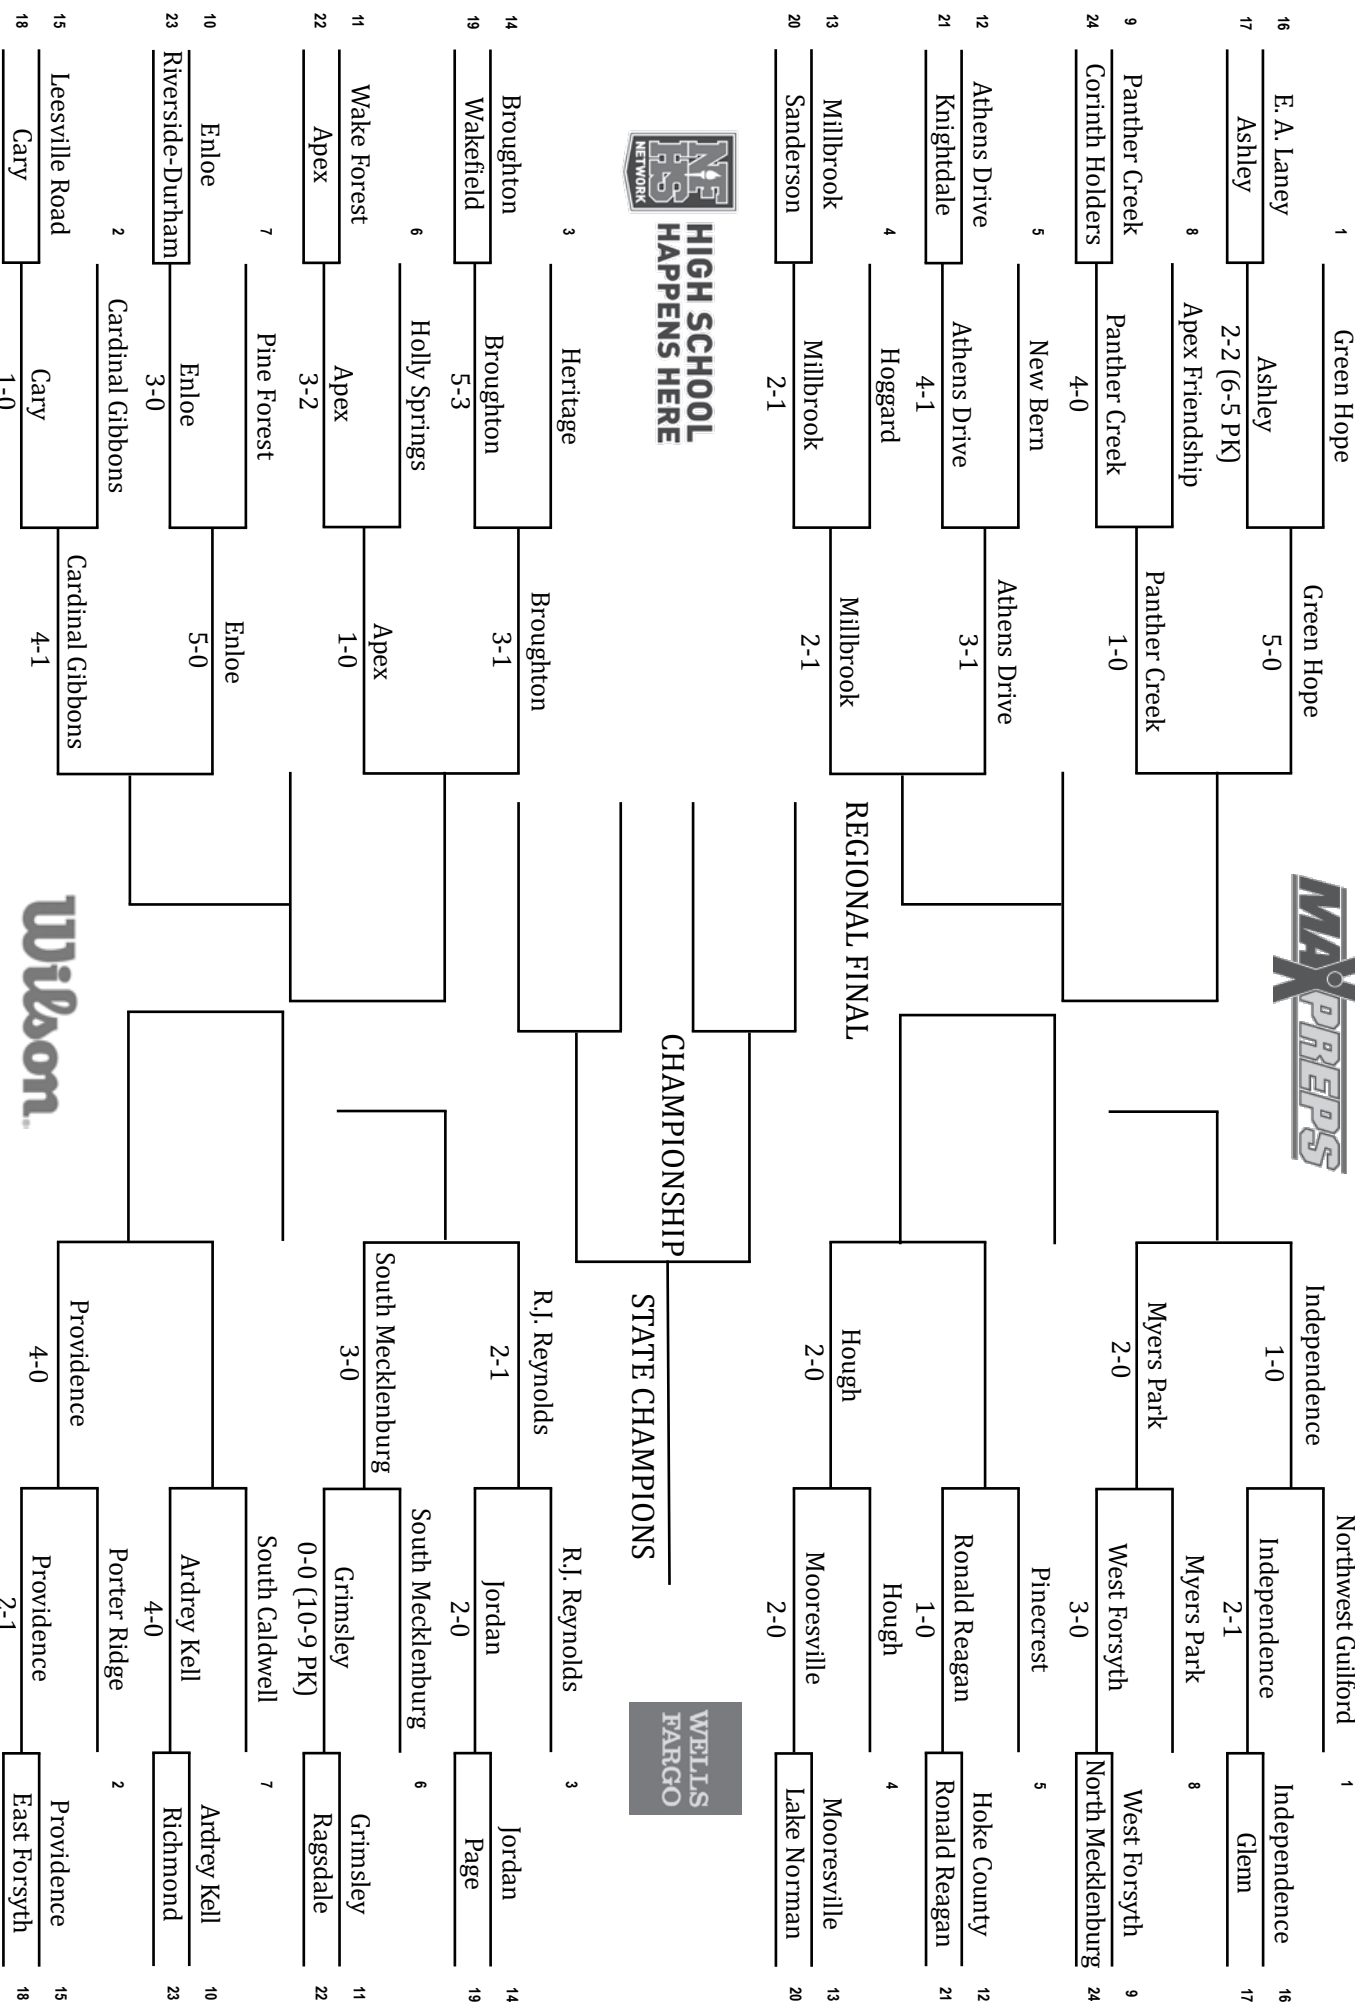 1
Green Hope
16
E. A. Laney
17
Ashley
Ashley
2-2 (6-5 PK)
Green Hope
5-0
8
Apex Friendship
9
Panther Creek
24
Corinth Holders
Panther Creek
4-0
Panther Creek
1-0
5
New Bern
12
Athens Drive
21
Knightdale
Athens Drive
4-1
Athens Drive
3-1
4
Hoggard
13
Millbrook
20
Sanderson
Millbrook
2-1
Millbrook
2-1
NFHS
NETWORK
HIGH SCHOOL
HAPPENS HERE
3
Heritage
14
Broughton
19
Wakefield
Broughton
5-3
Broughton
3-1
6
Holly Springs
11
Wake Forest
22
Apex
Apex
3-2
Apex
1-0
7
Pine Forest
10
Enloe
23
Riverside-Durham
Enloe
3-0
Enloe
5-0
2
Cardinal Gibbons
15
Leesville Road
18
Cary
Cary
1-0
Cardinal Gibbons
4-1
MAXPREPS
REGIONAL FINAL
CHAMPIONSHIP
STATE CHAMPIONS
Wilson
Northwest Guilford
1
Independence
16
Glenn
17
Independence
2-1
Independence
1-0
Myers Park
8
West Forsyth
9
North Mecklenburg
24
West Forsyth
3-0
Myers Park
2-0
Pinecrest
5
Hoke County
12
Ronald Reagan
21
Ronald Reagan
1-0
Hough
4
Mooresville
13
Lake Norman
20
Mooresville
2-0
Hough
2-0
WELLS
FARGO
R.J. Reynolds
3
Jordan
14
Page
19
Jordan
2-0
R.J. Reynolds
2-1
South Mecklenburg
6
Grimsley
11
Ragsdale
22
Grimsley
0-0 (10-9 PK)
South Mecklenburg
3-0
South Caldwell
7
Ardrey Kell
10
Richmond
23
Ardrey Kell
4-0
Porter Ridge
2
Providence
15
East Forsyth
18
Providence
2-1
Providence
4-0